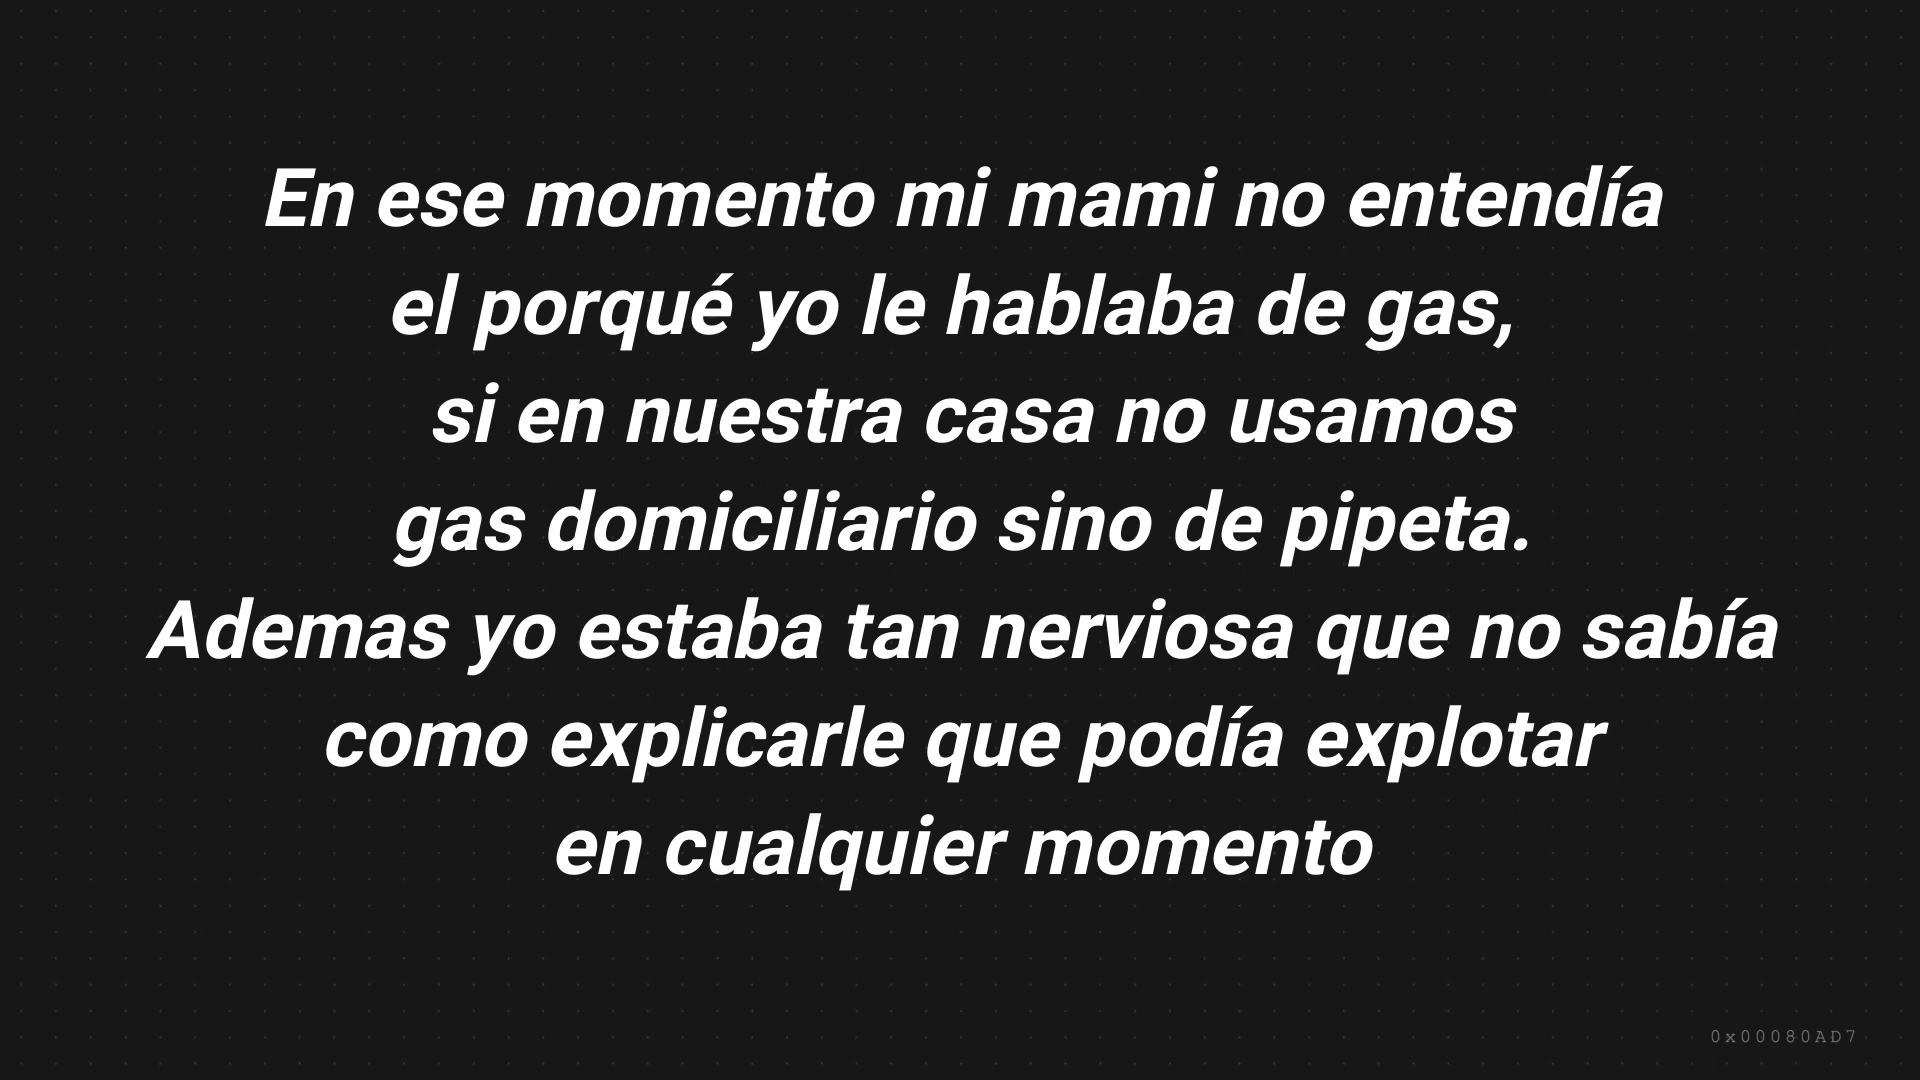 En ese momento mi mami no entendía
el porqué yo le hablaba de gas,
si en nuestra casa no usamos
gas domiciliario sino de pipeta.
Ademas yo estaba tan nerviosa que no sabía
como explicarle que podía explotar
en cualquier momento
0x00080AD7